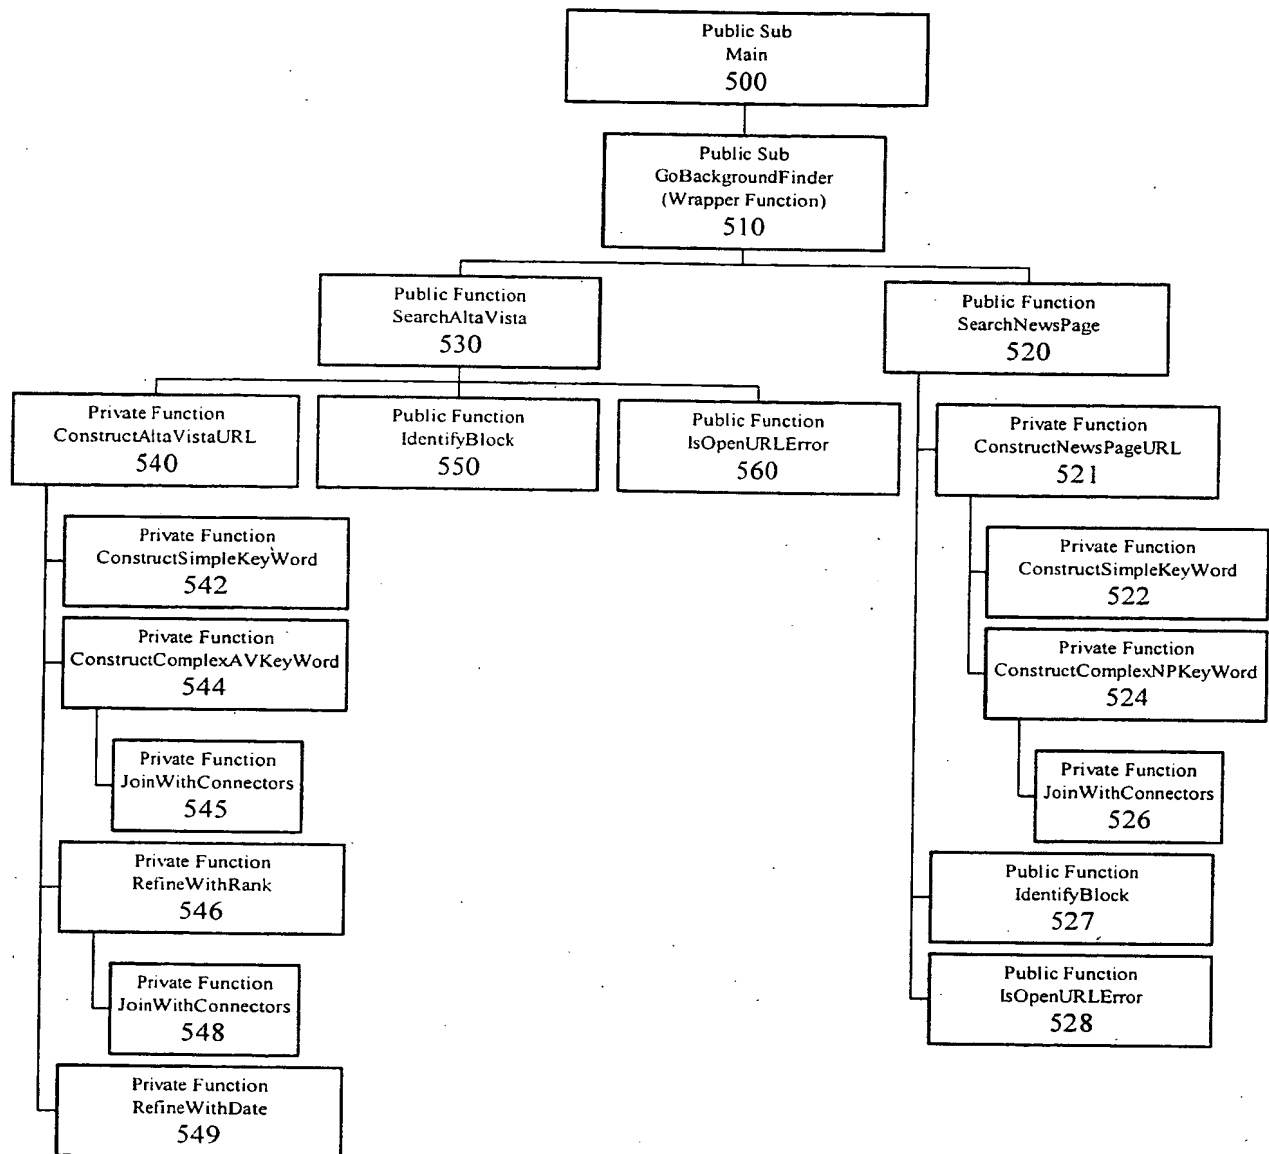 Public Sub
Main
500
Public Sub
GoBackgroundFinder
(Wrapper Function)
510
Public Function
SearchAltaVista
530
Public Function
SearchNewsPage
520
Private Function
ConstructAltaVistaURL
540
Public Function
IdentifyBlock
550
Public Function
IsOpenURLError
560
Private Function
ConstructNewsPageURL
521
Private Function
ConstructSimpleKeyWord
542
Private Function
ConstructSimpleKeyWord
522
Private Function
ConstructComplexAVKeyWord
544
Private Function
ConstructComplexNPKeyWord
524
Private Function
JoinWithConnectors
545
Private Function
JoinWithConnectors
526
Private Function
RefineWithRank
546
Public Function
IdentifyBlock
527
Private Function
JoinWithConnectors
548
Public Function
IsOpenURLError
528
Private Function
RefineWithDate
549